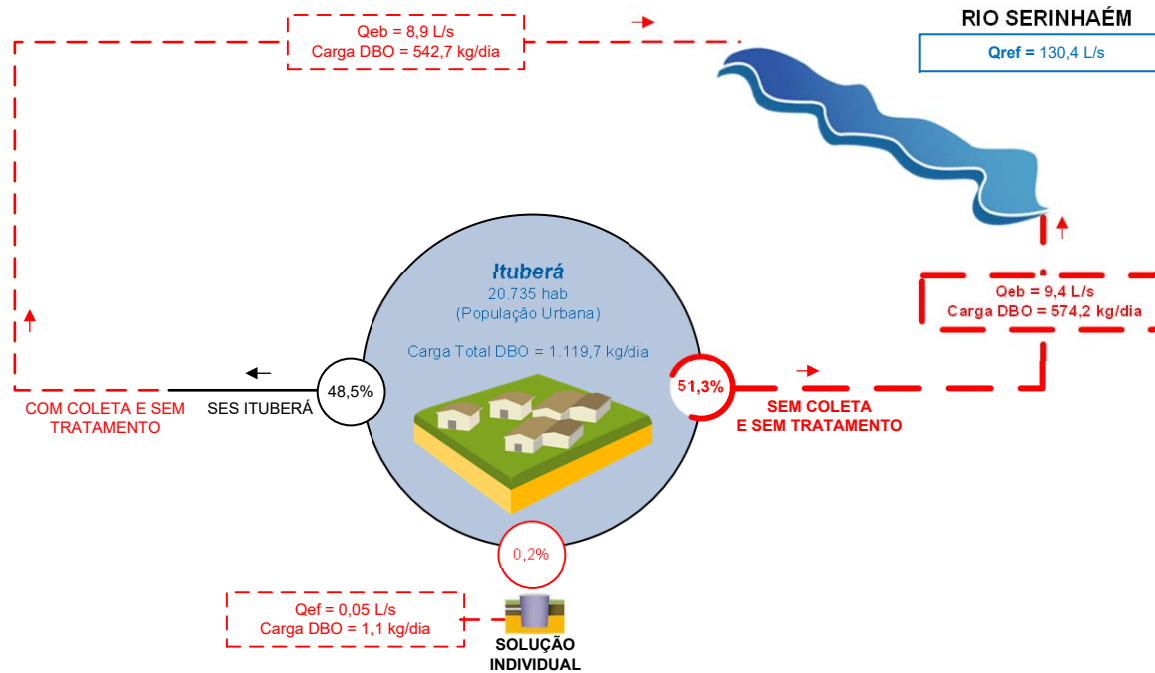 Qeb = 8,9 L/s
Carga DBO = 542,7 kg/dia
RIO SERINHAÉM
Qref = 130,4 L/s
Ituberá
20.735 hab
(População Urbana)
Carga Total DBO = 1.119,7 kg/dia
Qeb = 9,4 L/s
Carga DBO = 574,2 kg/dia
48,5%
51,3%
COM COLETA E SEM
TRATAMENTO
SES ITUBERÁ
SEM COLETA
E SEM TRATAMENTO
0,2%
Qef = 0,05 L/s
Carga DBO = 1,1 kg/dia
SOLUÇÃO
INDIVIDUAL